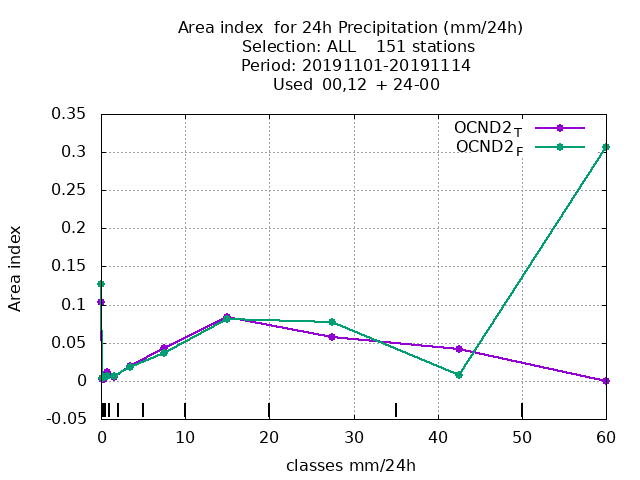 Area index for 24h Precipitation (mm/24h)
Selection: ALL 151 stations
Period: 20191101-20191114
Used 00,12 + 24-00
OCND2_T
OCND2_F
0.35
0.3
0.25
0.2
0.15
0.1
0.05
0
-0.05
Area index
0 10 20 30 40 50 60
classes mm/24h